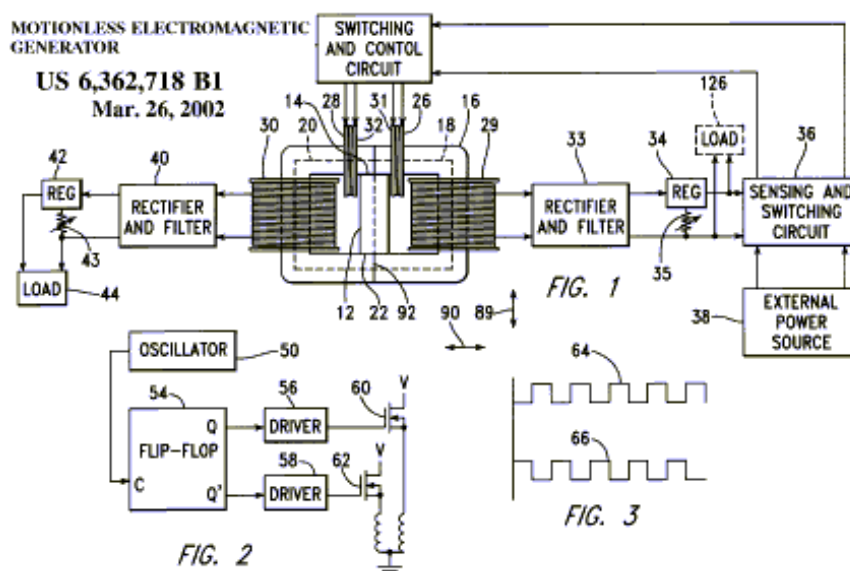 MOTIONLESS ELECTROMAGNETIC
GENERATOR
US 6,362,718 B1
Mar. 26, 2002
SWITCHING
AND CONTOL
CIRCUIT
126
14
28
32
31
26
16
42
40
30
20
18
29
33
34
LOAD
36
REG
RECTIFIER
AND FILTER
RECTIFIER
AND FILTER
REG
SENSING AND
SWITCHING
CIRCUIT
43
35
LOAD
44
12
22
92
89
90
FIG. 1
38
EXTERNAL
POWER
SOURCE
OSCILLATOR
50
54
56
60
V
64
Q
DRIVER
FLIP-FLOP
58
62
V
66
C
Q'
DRIVER
FIG. 2
FIG. 3